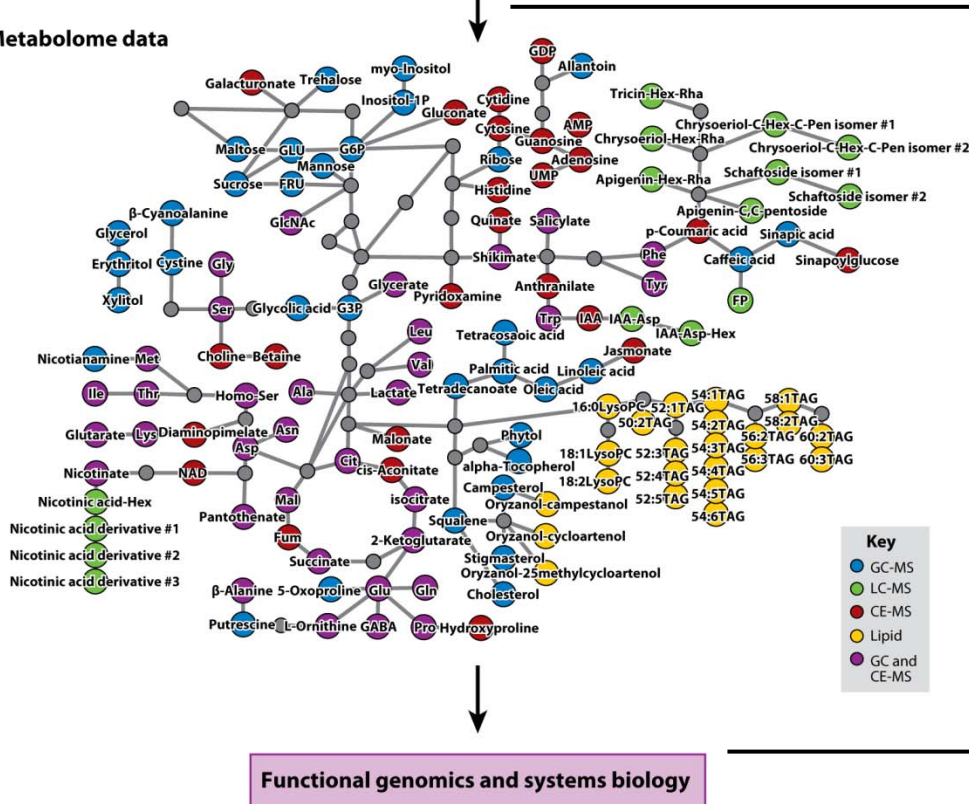 Metabolome data
GDP
Allantoin
myo-Inositol
Galacturonate
Trehalose
Inositol-1P
Gluconate
Cytidine
Tricin-Hex-Rha
Cytosine
AMP
Guanosine
Chrysoeriol-C-Hex-C-Pen isomer #1
Chrysoeriol-Hex-Rha
Chrysoeriol-C-Hex-C-Pen isomer #2
Maltose
GLU
G6P
Mannose
Ribose
Adenosine
UMP
Schaftoside isomer #1
Sucrose
FRU
Histidine
Apigenin-Hex-Rha
Schaftoside isomer #2
Apigenin-C,C-pentoside
β-Cyanoalanine
GlcNAc
Quinate
Salicylate
p-Coumaric acid
Sinapic acid
Glycerol
Erythritol
Cystine
Gly
Shikimate
Phe
Caffeic acid
Sinapoylglucose
Xylitol
Ser
Glycolic acid
G3P
Glycerate
Pyridoxamine
Anthranilate
Tyr
FP
Trp
IAA
IAA-Asp
IAA-Asp-Hex
Leu
Tetracosaoic acid
Jasmonate
Nicotianamine
Met
Choline
Betaine
Val
Palmitic acid
Linoleic acid
Ile
Thr
Homo-Ser
Ala
Lactate
Tetradecanoate
Oleic acid
16:0LysoPC
52:1TAG
54:1TAG
58:1TAG
50:2TAG
54:2TAG
58:2TAG
Glutarate
Lys
Diaminopimelate
Asn
Malonate
Phytol
56:2TAG
60:2TAG
Asp
18:1LysoPC
52:3TAG
54:3TAG
56:3TAG
60:3TAG
Nicotinate
NAD
Cit
cis-Aconitate
alpha-Tocopherol
18:2LysoPC
52:4TAG
54:4TAG
Nicotinic acid-Hex
Mal
isocitrate
Campesterol
Oryzanol-campestanol
52:5TAG
54:5TAG
Pantothenate
54:6TAG
Nicotinic acid derivative #1
Fum
2-Ketoglutarate
Squalene
Oryzanol-cycloartenol
Nicotinic acid derivative #2
Succinate
Stigmasterol
Oryzanol-25methylcycloartenol
Nicotinic acid derivative #3
β-Alanine
5-Oxoproline
Glu
Gln
Cholesterol
Putrescine
L-Ornithine
GABA
Pro
Hydroxyproline
Key
GC-MS
LC-MS
CE-MS
Lipid
GC and
CE-MS
Functional genomics and systems biology